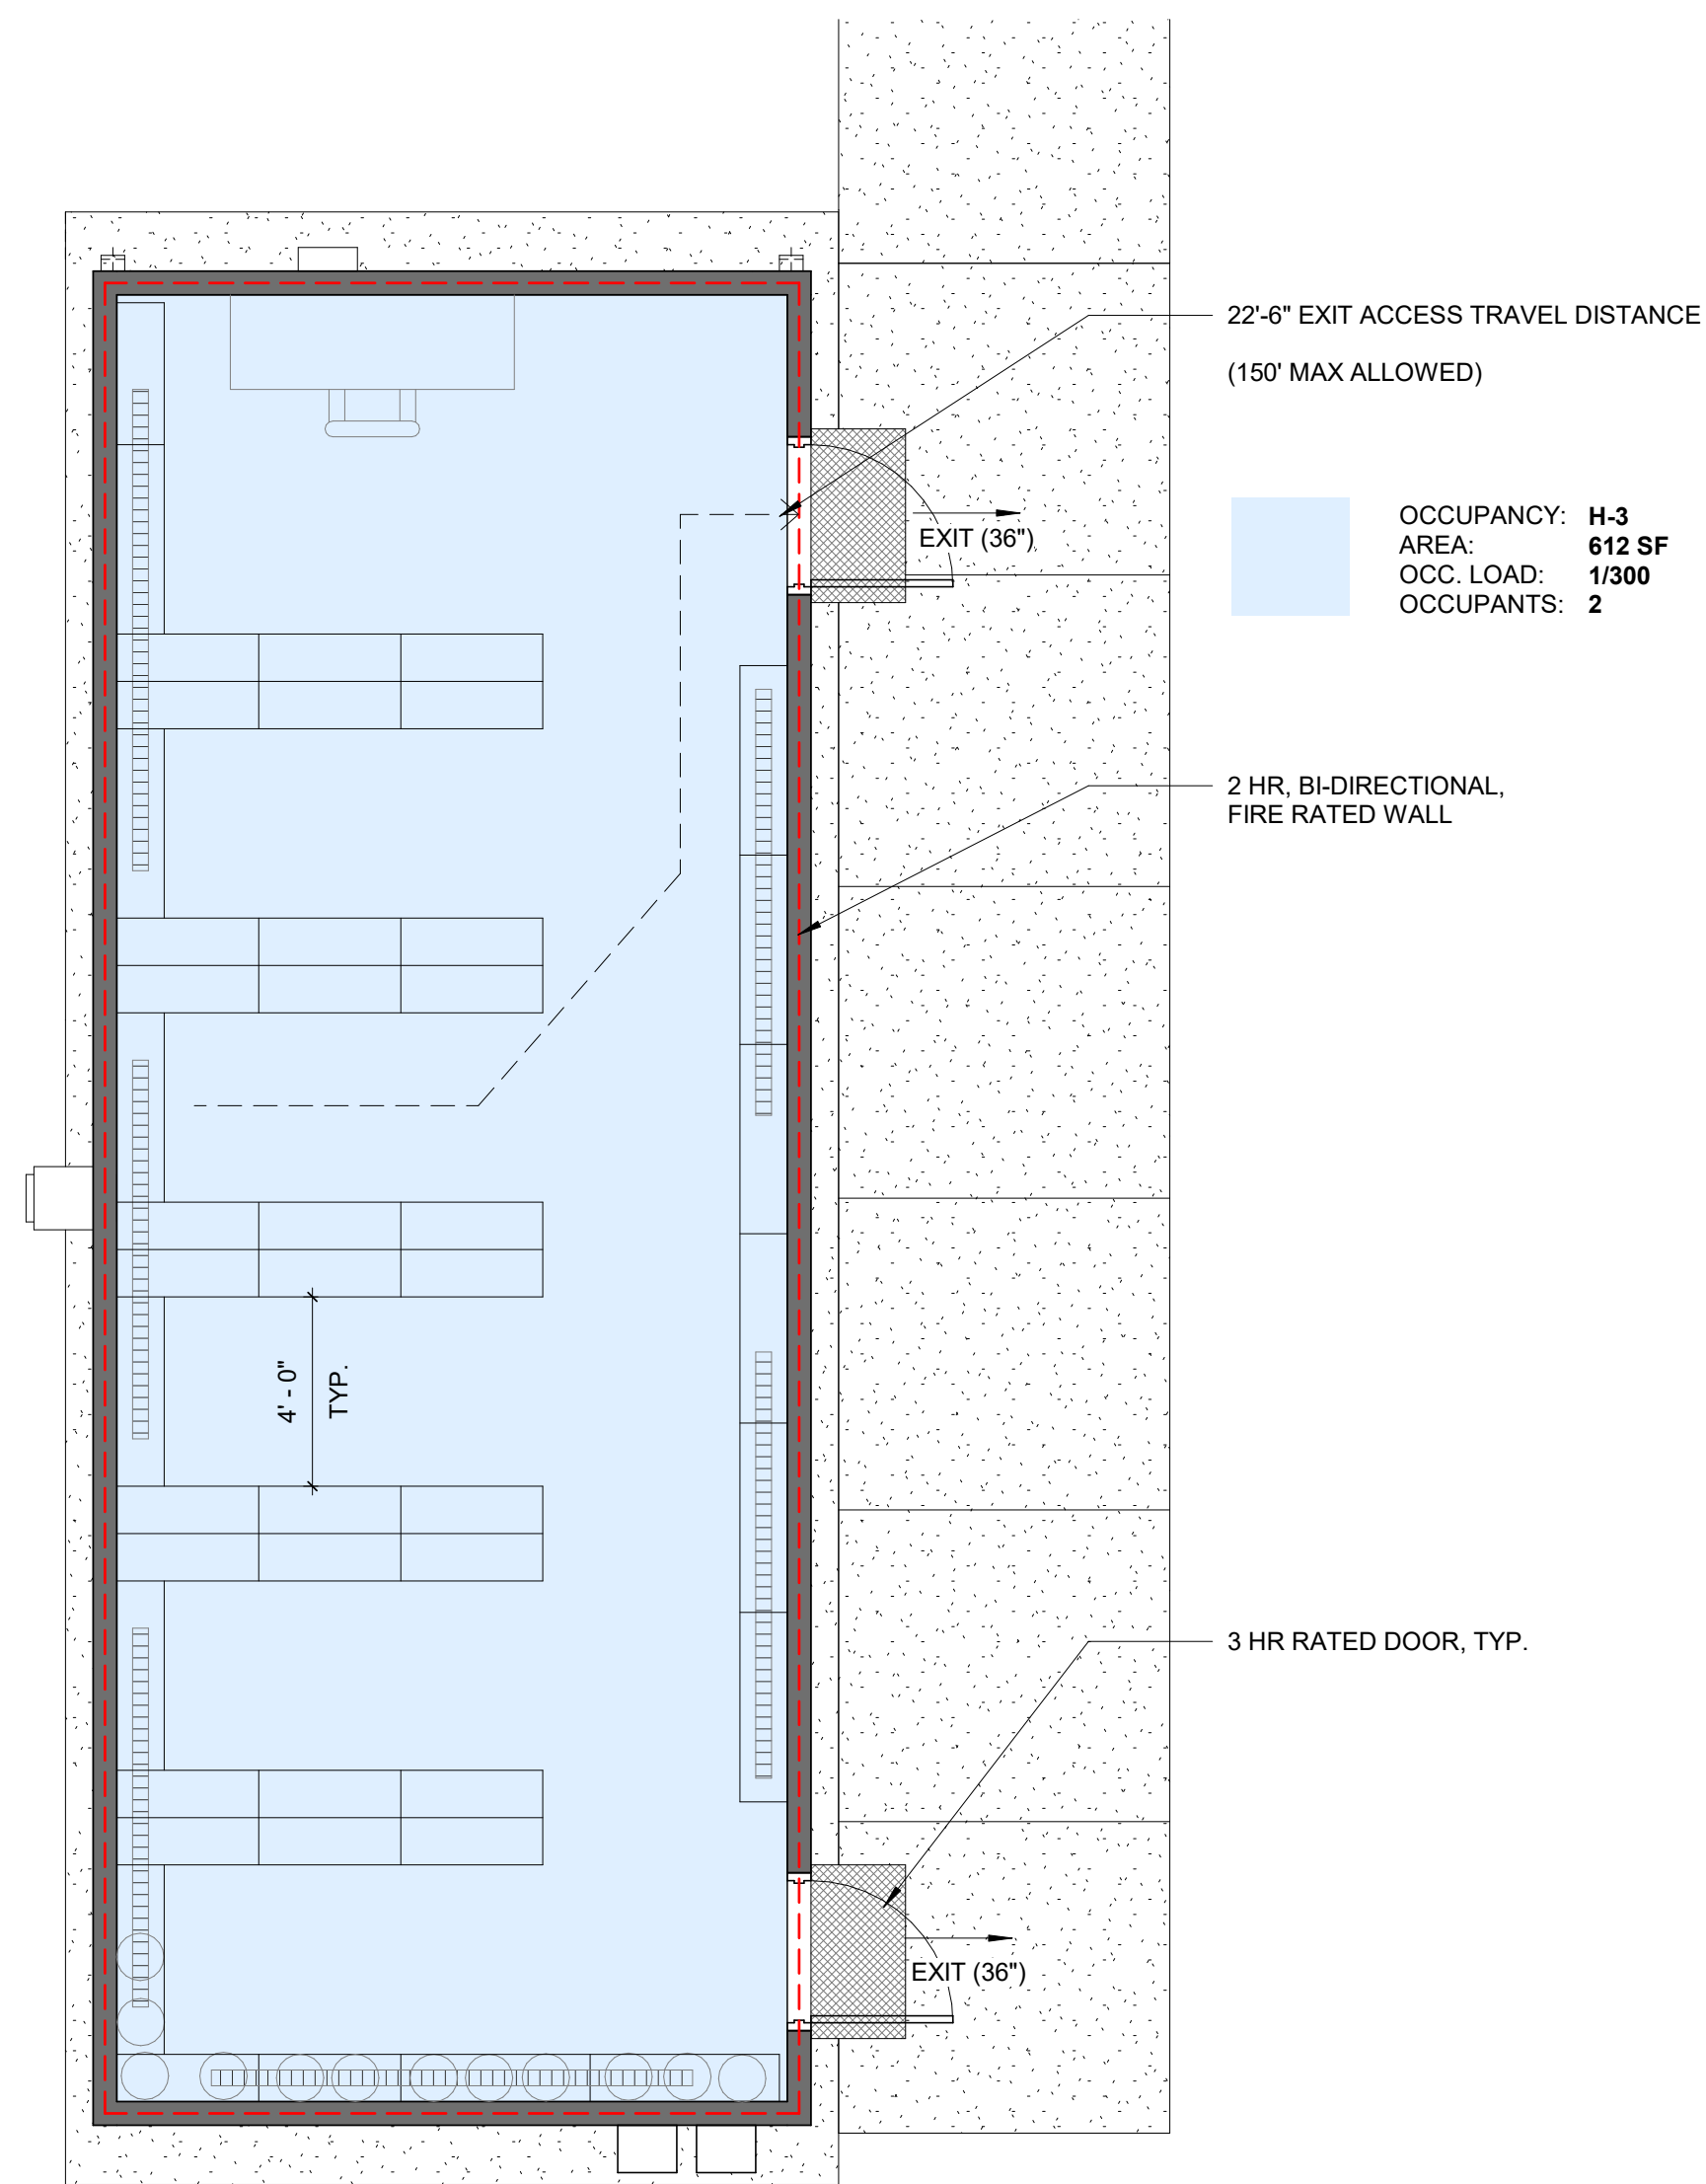 22'-6" EXIT ACCESS TRAVEL DISTANCE
(150' MAX ALLOWED)
EXIT (36")
OCCUPANCY: H-3
AREA: 612 SF
OCC. LOAD: 1/300
OCCUPANTS: 2
2 HR, BI-DIRECTIONAL,
FIRE RATED WALL
4' - 0"
TYP.
3 HR RATED DOOR, TYP.
EXIT (36")